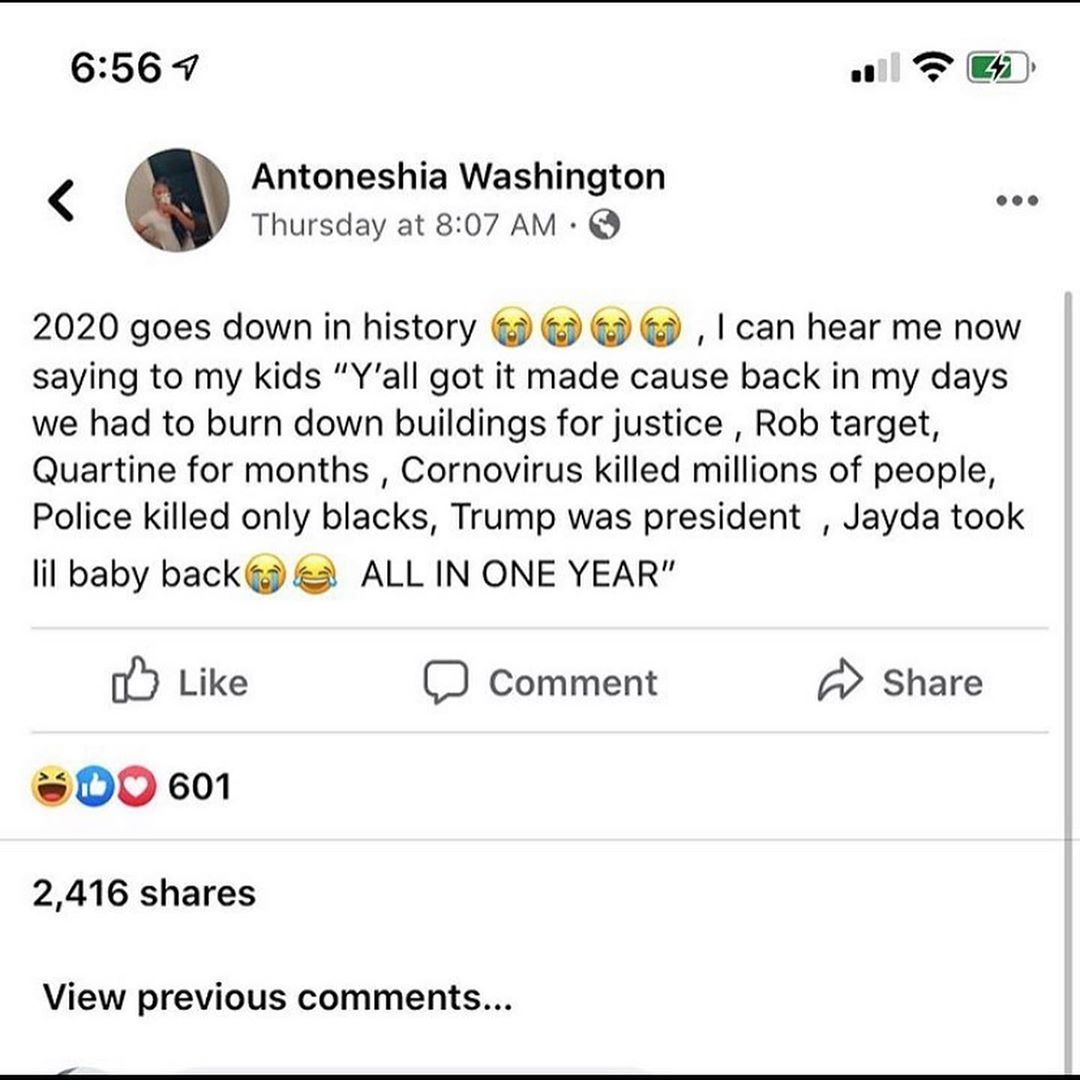 6:56
Antoneshia Washington
Thursday at 8:07 AM ·
2020 goes down in history 😭😭😭😭 , I can hear me now
saying to my kids "Y'all got it made cause back in my days
we had to burn down buildings for justice , Rob target,
Quartine for months , Cornovirus killed millions of people,
Police killed only blacks, Trump was president , Jayda took
lil baby back😭😂 ALL IN ONE YEAR"
Like Comment Share
601
2,416 shares
View previous comments...